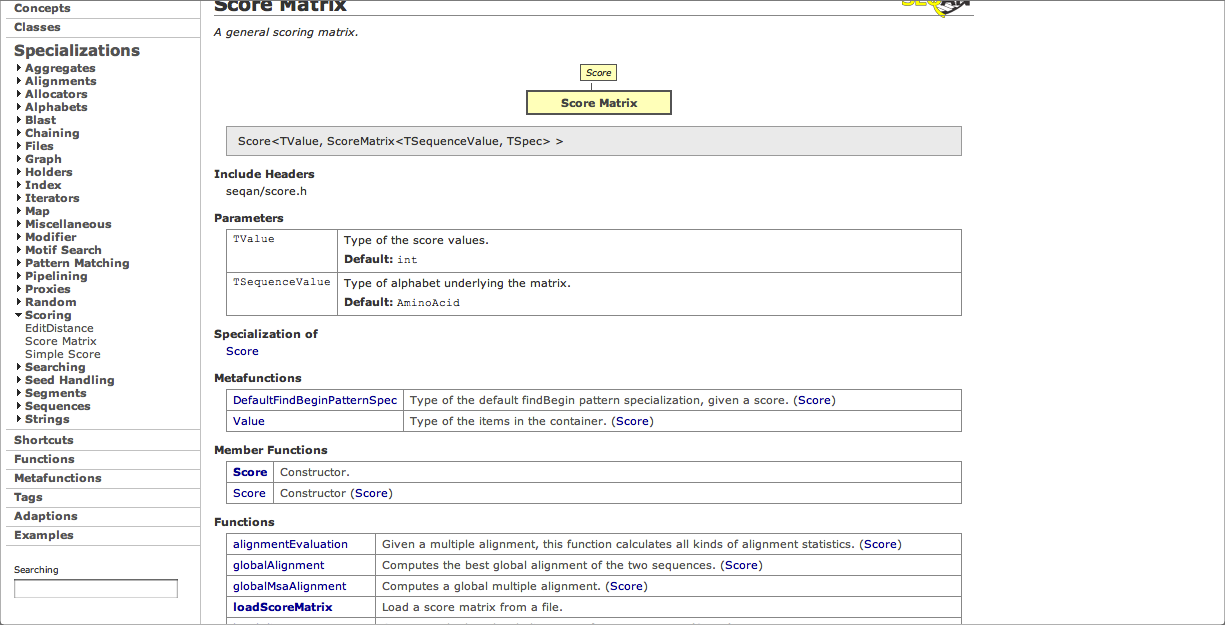 Concepts
Classes
Specializations
Aggregates
Alignments
Allocators
Alphabets
Blast
Chaining
Files
Graph
Holders
Index
Iterators
Map
Miscellaneous
Modifier
Motif Search
Pattern Matching
Pipelining
Proxies
Random
Scoring
EditDistance
Score Matrix
Simple Score
Searching
Seed Handling
Segments
Sequences
Strings
Shortcuts
Functions
Metafunctions
Tags
Adaptions
Examples
Searching
Score Matrix
A general scoring matrix.
Score
Score Matrix
Score<TValue, ScoreMatrix<TSequenceValue, TSpec> >
Include Headers
seqan/score.h
Parameters
TValue Type of the score values.
Default: int
TSequenceValue Type of alphabet underlying the matrix.
Default: AminoAcid
Specialization of
Score
Metafunctions
DefaultFindBeginPatternSpec Type of the default findBegin pattern specialization, given a score. (Score)
Value Type of the items in the container. (Score)
Member Functions
Score Constructor.
Score Constructor (Score)
Functions
alignmentEvaluation Given a multiple alignment, this function calculates all kinds of alignment statistics. (Score)
globalAlignment Computes the best global alignment of the two sequences. (Score)
globalMsaAlignment Computes a global multiple alignment. (Score)
loadScoreMatrix Load a score matrix from a file.